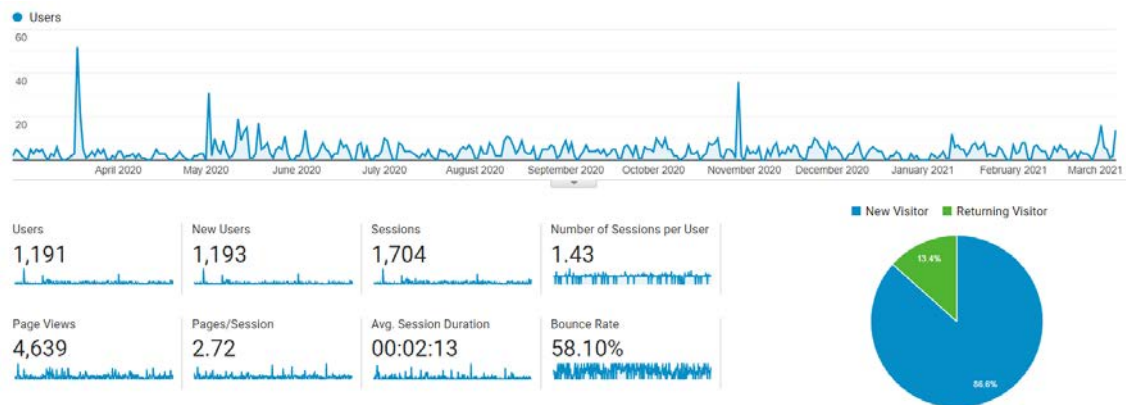 Users
60
40
20
April 2020 May 2020 June 2020 July 2020 August 2020 September 2020 October 2020 November 2020 December 2020 January 2021 February 2021 March 2021
New Visitor Returning Visitor
Users New Users Sessions Number of Sessions per User
1,191 1,193 1,704 1.43
13.4%
Page Views Pages/Session Avg. Session Duration Bounce Rate
4,639 2.72 00:02:13 58.10%
86.6%